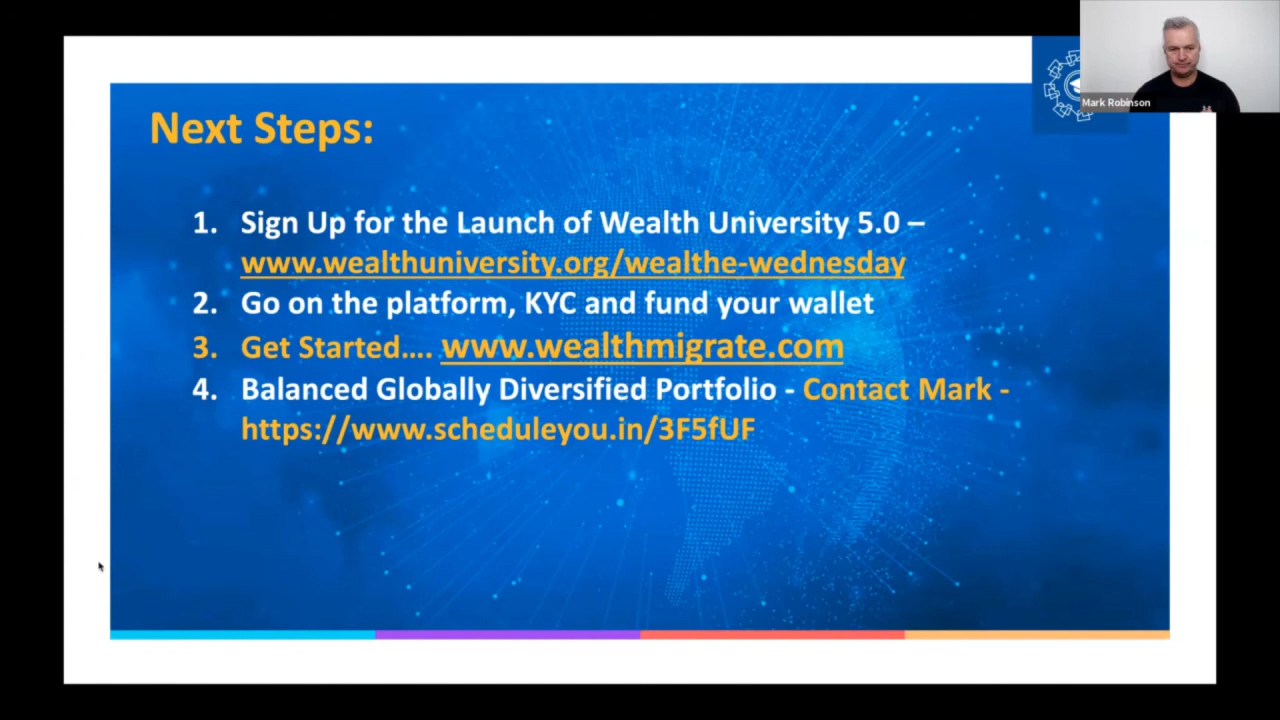 Mark Robinson
Next Steps:
1. Sign Up for the Launch of Wealth University 5.0 –
www.wealthuniversity.org/wealthe-wednesday
2. Go on the platform, KYC and fund your wallet
3. Get Started.... www.wealthmigrate.com
4. Balanced Globally Diversified Portfolio - Contact Mark -
https://www.scheduleyou.in/3F5fUF